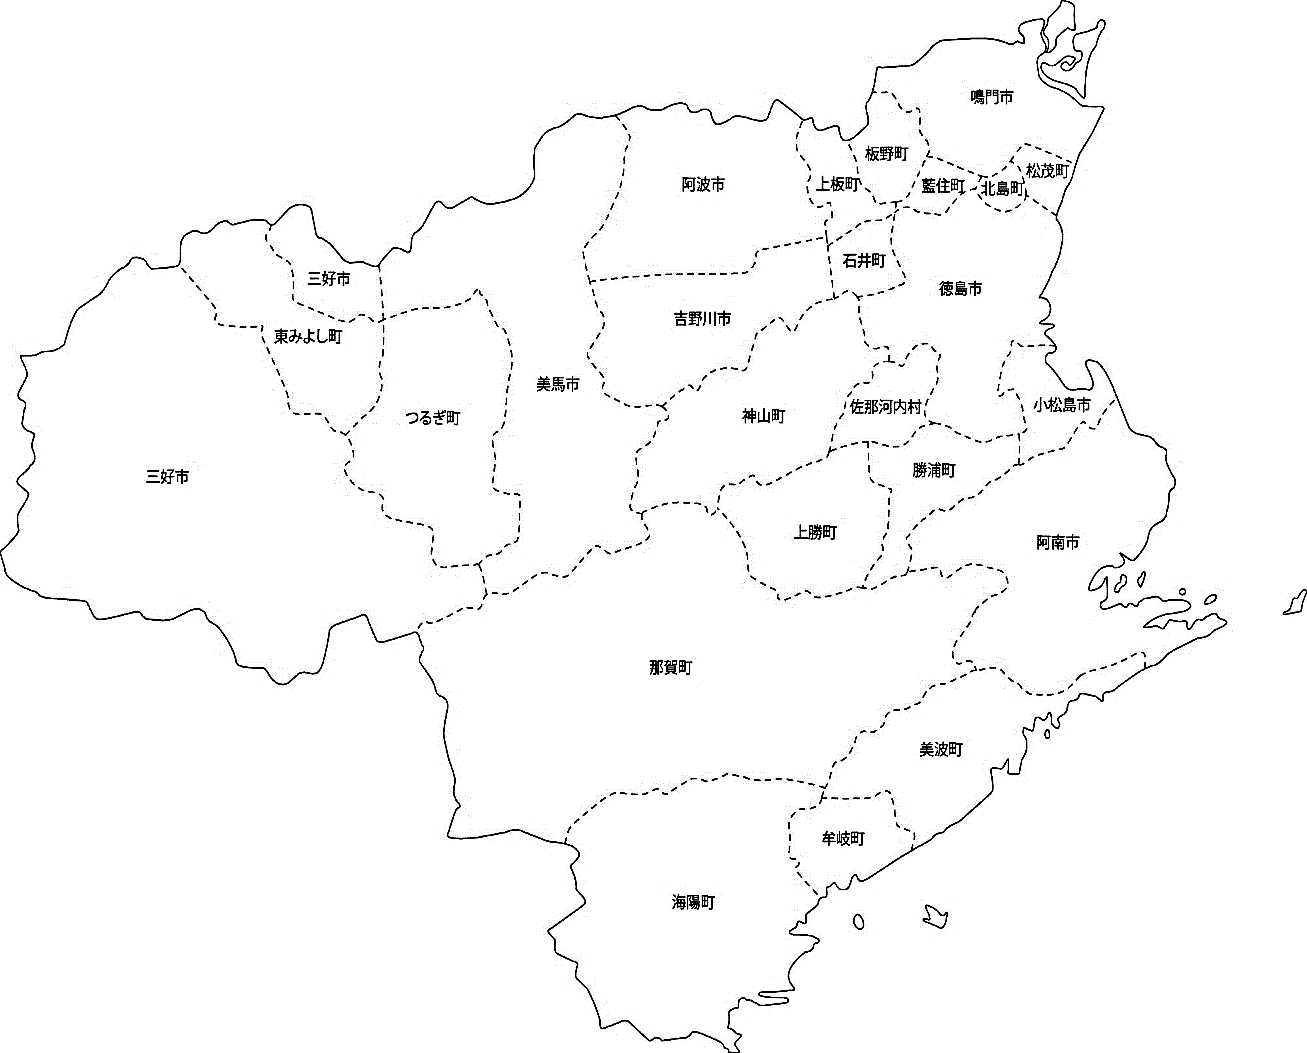 鳴門市
板野町
松茂町
阿波市
上板町
藍住町
北島町
石井町
三好市
徳島市
吉野川市
東みよし町
美馬市
小松島市
佐那河内村
神山町
つるぎ町
勝浦町
三好市
上勝町
阿南市
那賀町
美波町
牟岐町
海陽町